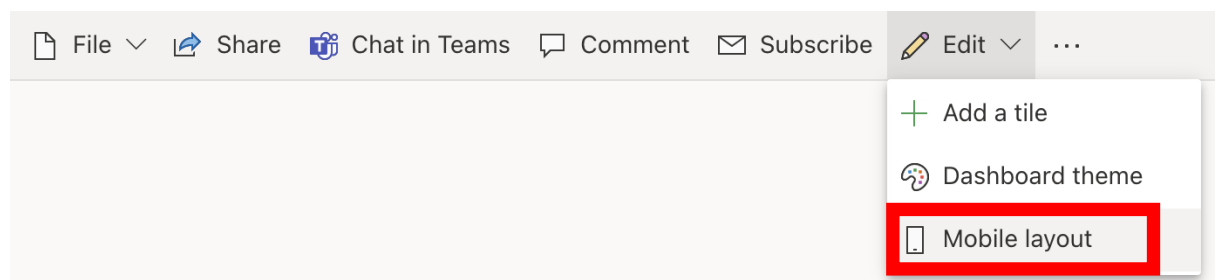 File Share Chat in Teams Comment Subscribe Edit ...
Add a tile
Dashboard theme
Mobile layout